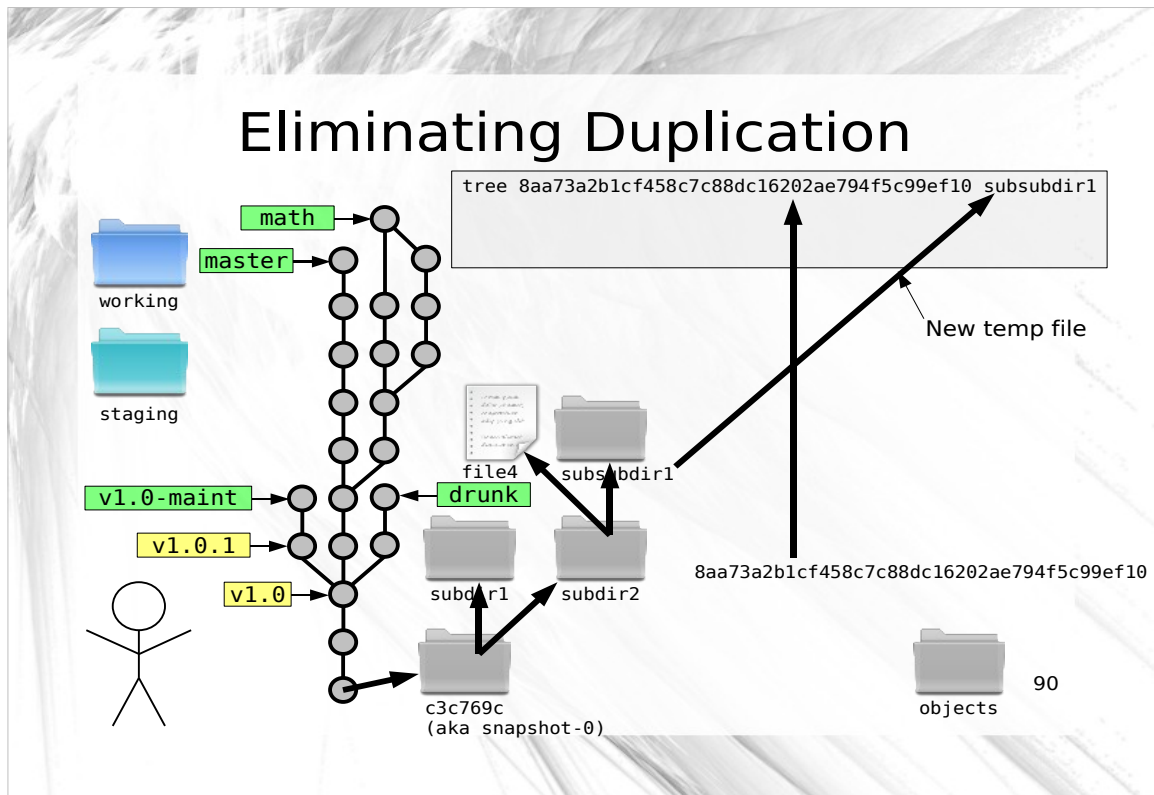 Eliminating Duplication
tree 8aa73a2b1cf458c7c88dc16202ae794f5c99ef10 subsubdir1
math
master
working
New temp file
staging
file4
subsubdir1
v1.0-maint
drunk
v1.0.1
8aa73a2b1cf458c7c88dc16202ae794f5c99ef10
v1.0
subdir1
subdir2
90
c3c769c
(aka snapshot-0)
objects